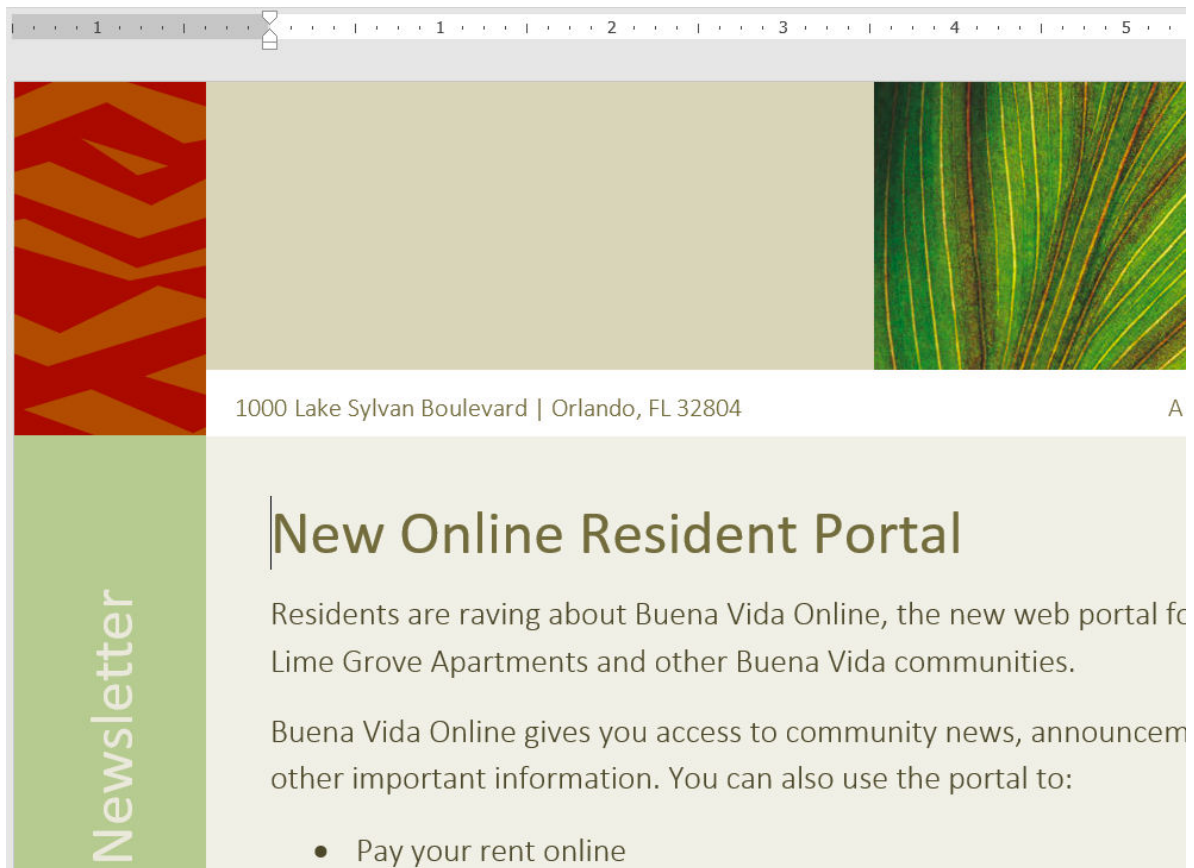 1 1 2 3 4 5
1000 Lake Sylvan Boulevard | Orlando, FL 32804
A
New Online Resident Portal
Newsletter
Residents are raving about Buena Vida Online, the new web portal fo
Lime Grove Apartments and other Buena Vida communities.
Buena Vida Online gives you access to community news, announcem
other important information. You can also use the portal to:
• Pay your rent online